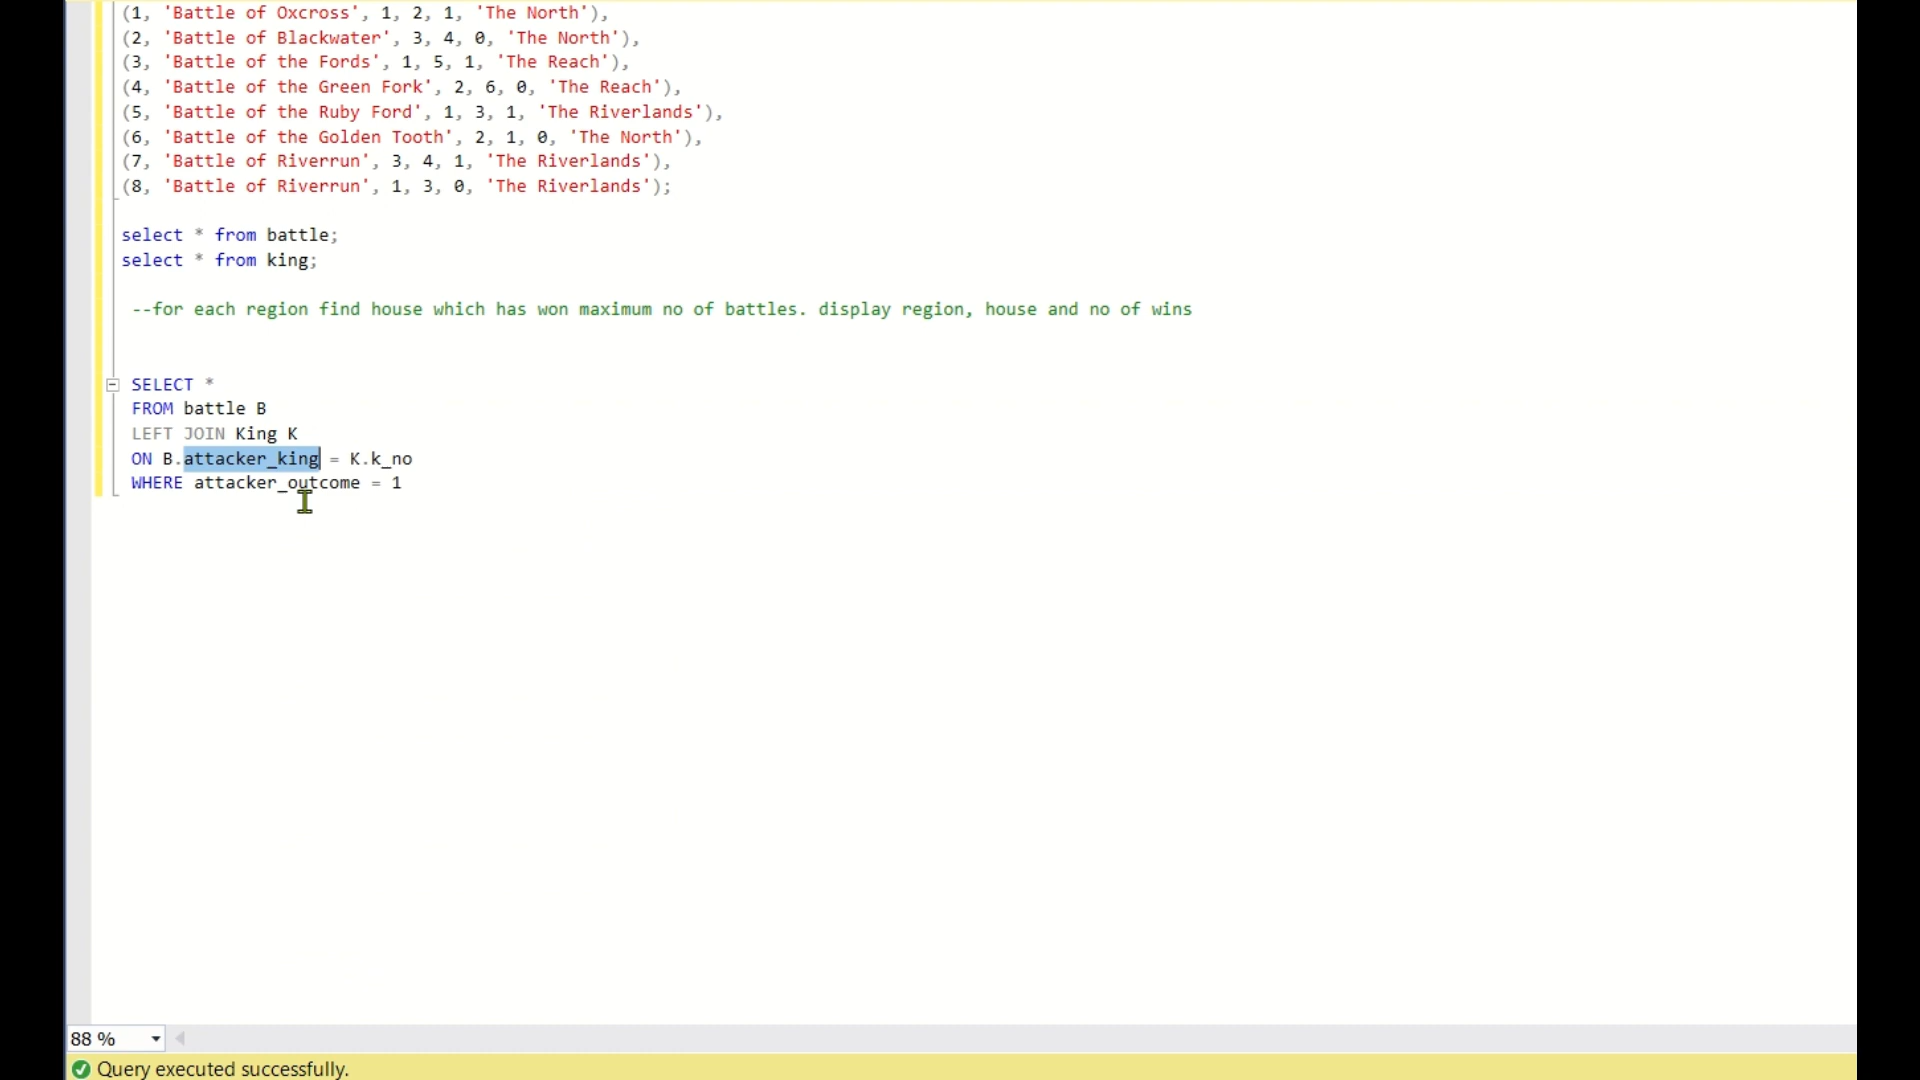 (1, 'Battle of Oxcross', 1, 2, 1, 'The North'),
(2, 'Battle of Blackwater', 3, 4, 0, 'The North'),
(3, 'Battle of the Fords', 1, 5, 1, 'The Reach'),
(4, 'Battle of the Green Fork', 2, 6, 0, 'The Reach'),
(5, 'Battle of the Ruby Ford', 1, 3, 1, 'The Riverlands'),
(6, 'Battle of the Golden Tooth', 2, 1, 0, 'The North'),
(7, 'Battle of Riverrun', 3, 4, 1, 'The Riverlands'),
(8, 'Battle of Riverrun', 1, 3, 0, 'The Riverlands');
select * from battle;
select * from king;
--for each region find house which has won maximum no of battles. display region, house and no of wins
SELECT *
FROM battle B
LEFT JOIN King K
ON B.attacker_king = K.k_no
WHERE attacker_outcome = 1
88 %
Query executed successfully.